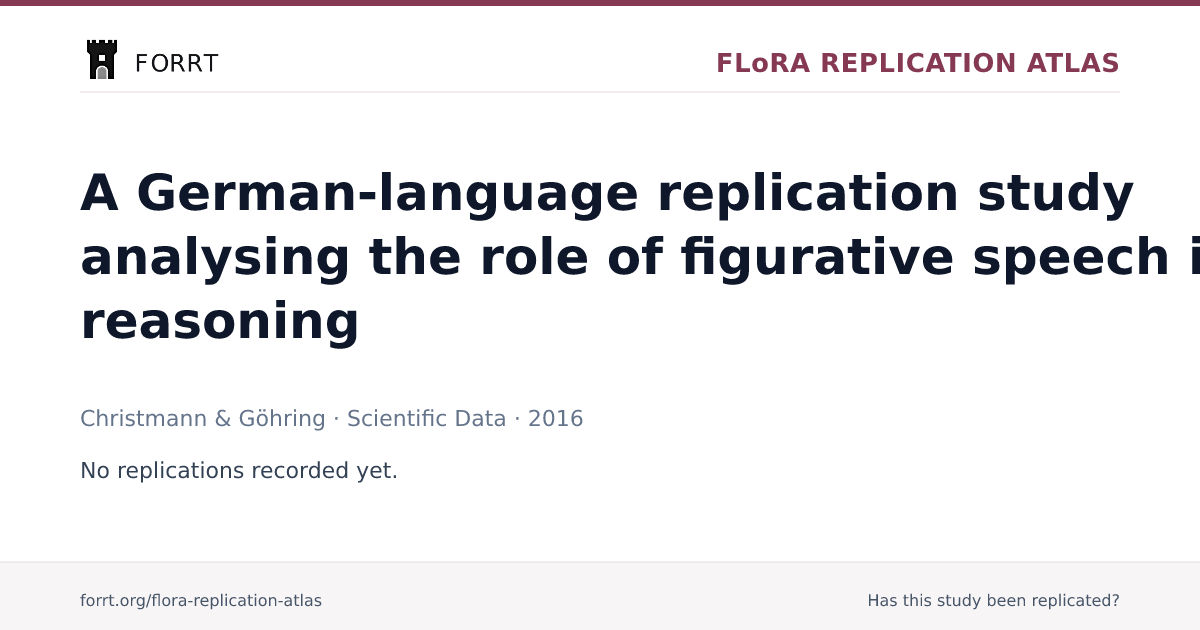 FORRT
FLoRA REPLICATION ATLAS
A German-language replication study
analysing the role of figurative speech i
reasoning
Christmann & Göhring · Scientific Data · 2016
No replications recorded yet.
forrt.org/flora-replication-atlas
Has this study been replicated?